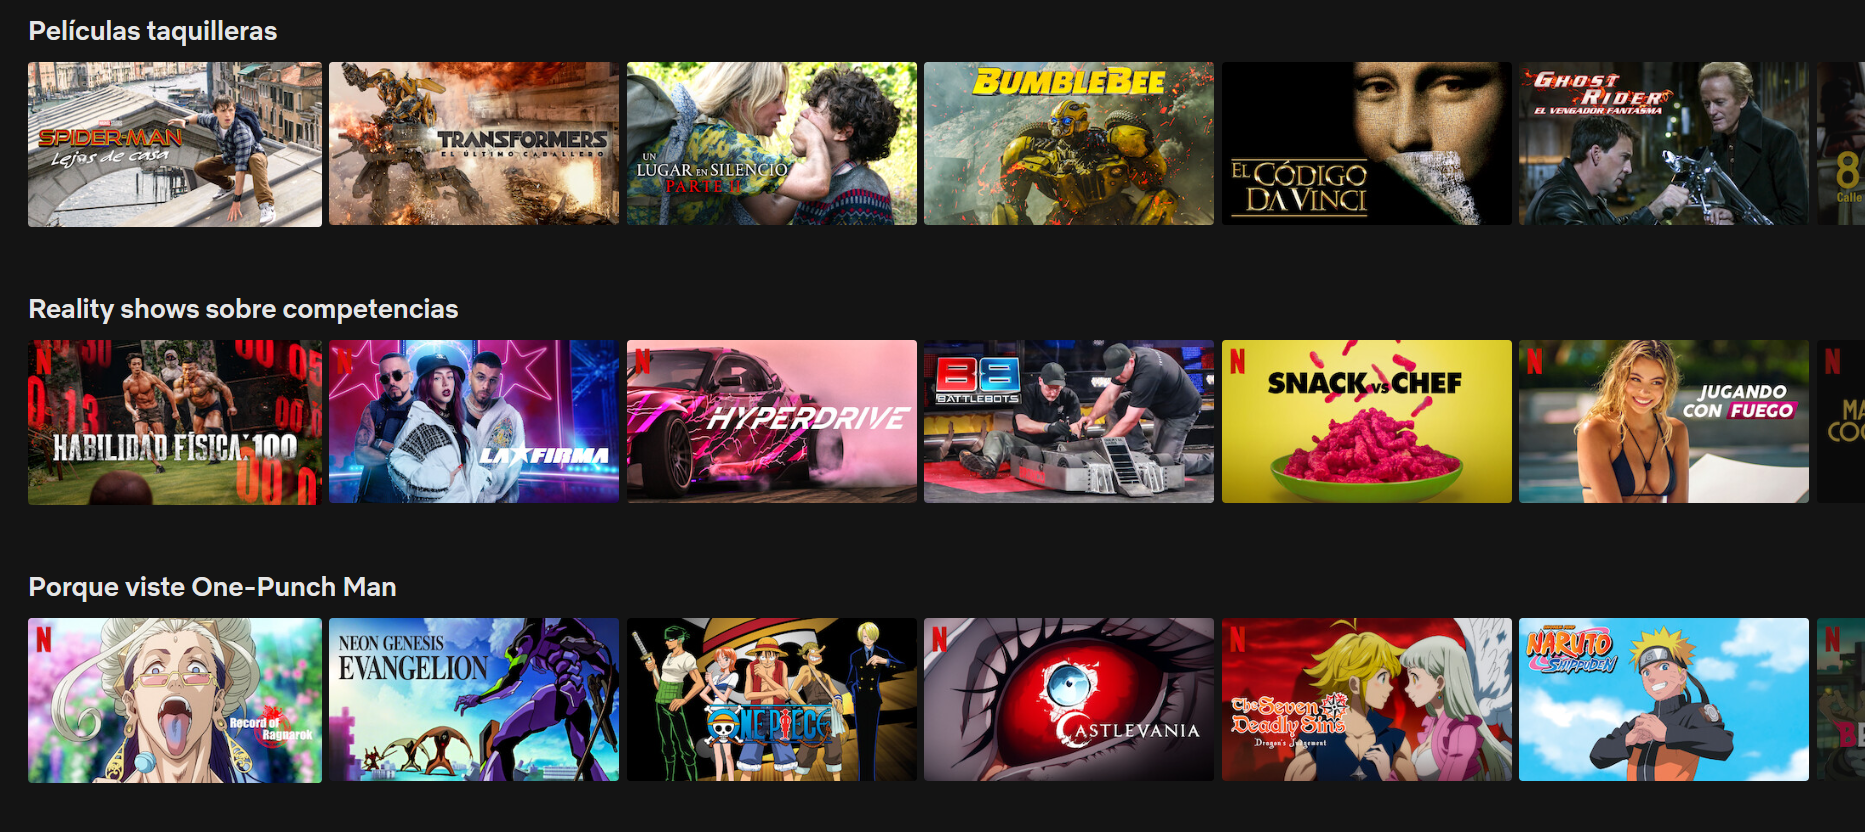 Películas taquilleras
SPIDER-MAN
Lejos de casa
TRANSFORMERS
EL ÚLTIMO CABALLERO
UN
LUGAR EN SILENCIO
PARTE II
BUMBLEBEE
EL CÓDIGO
DA VINCI
GHOST
RIDER
EL VENGADOR FANTASMA
8
Calle
Reality shows sobre competencias
N
HABILIDAD FÍSICA: 100
N
LA FIRMA
N
HYPERDRIVE
BB
BATTLEBOTS
N
SNACK vs CHEF
N
JUGANDO
CON FUEGO
N
MA
COO
Porque viste One-Punch Man
N
Record of
Ragnarok
NEON GENESIS
EVANGELION
ONE PIECE
N
CASTLEVANIA
N
The Seven
Deadly Sins
Dragon's Judgement
NARUTO
SHIPPUDEN
N